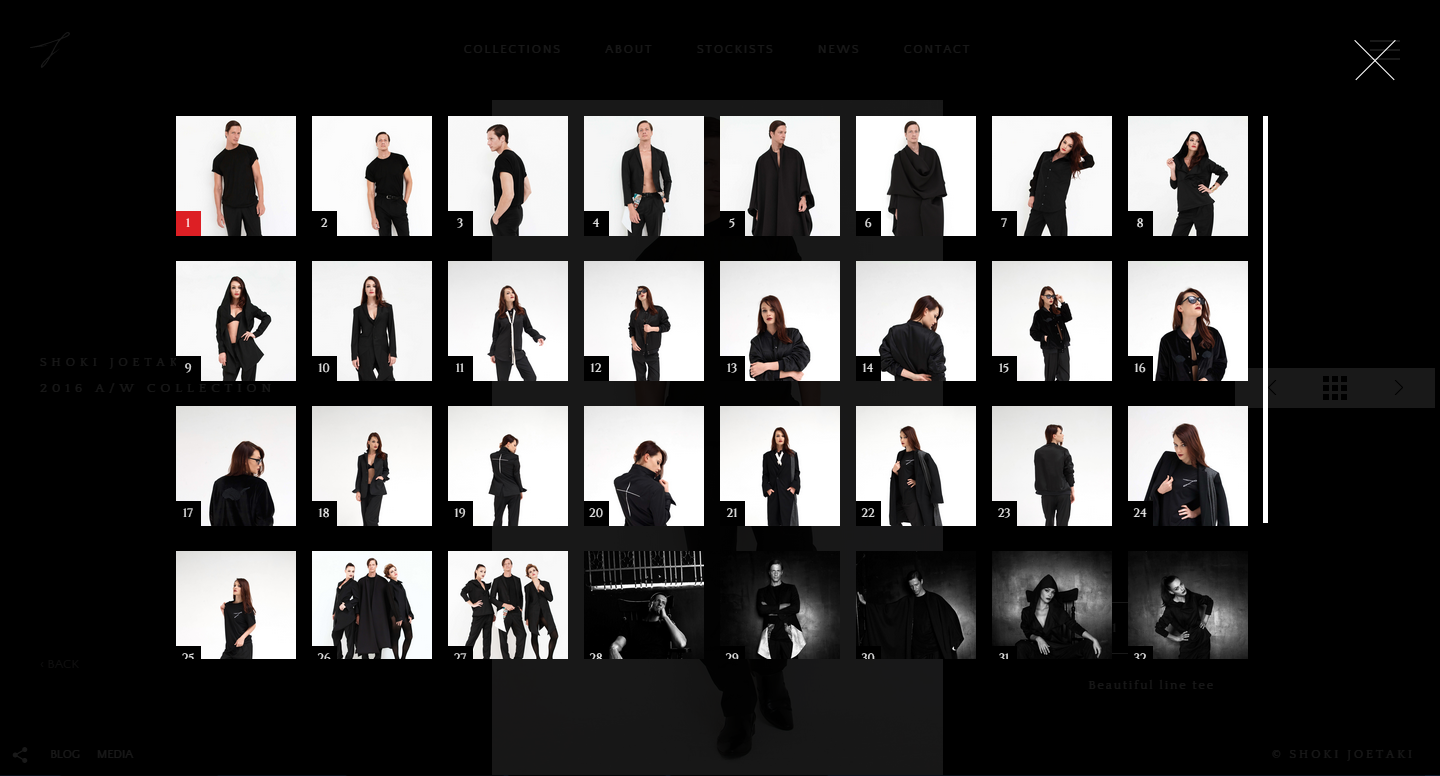 COLLECTIONS ABOUT STOCKISTS NEWS CONTACT
1 2 3 4 5 6 7 8
SHOKI JOETAK
9 10 11 12 13 14 15 16
2016 A/W COLLECTION
17 18 19 20 21 22 23 24
25 26 27 28 29 30 31 32
‹ BACK
Beautiful line tee
BLOG MEDIA
© SHOKI JOETAKI